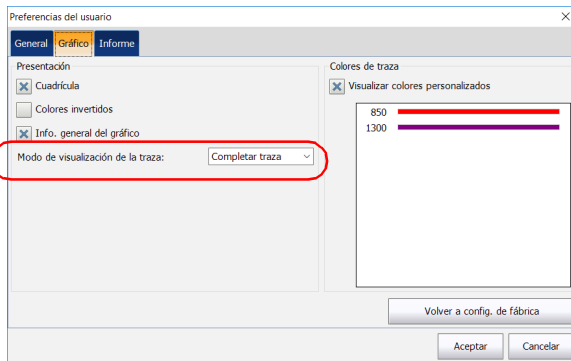 Preferencias del usuario
General Gráfico Informe
Presentación
Cuadrícula
Colores invertidos
Info. general del gráfico
Modo de visualización de la traza: Completar traza
Colores de traza
Visualizar colores personalizados
850
1300
Volver a config. de fábrica
Aceptar Cancelar